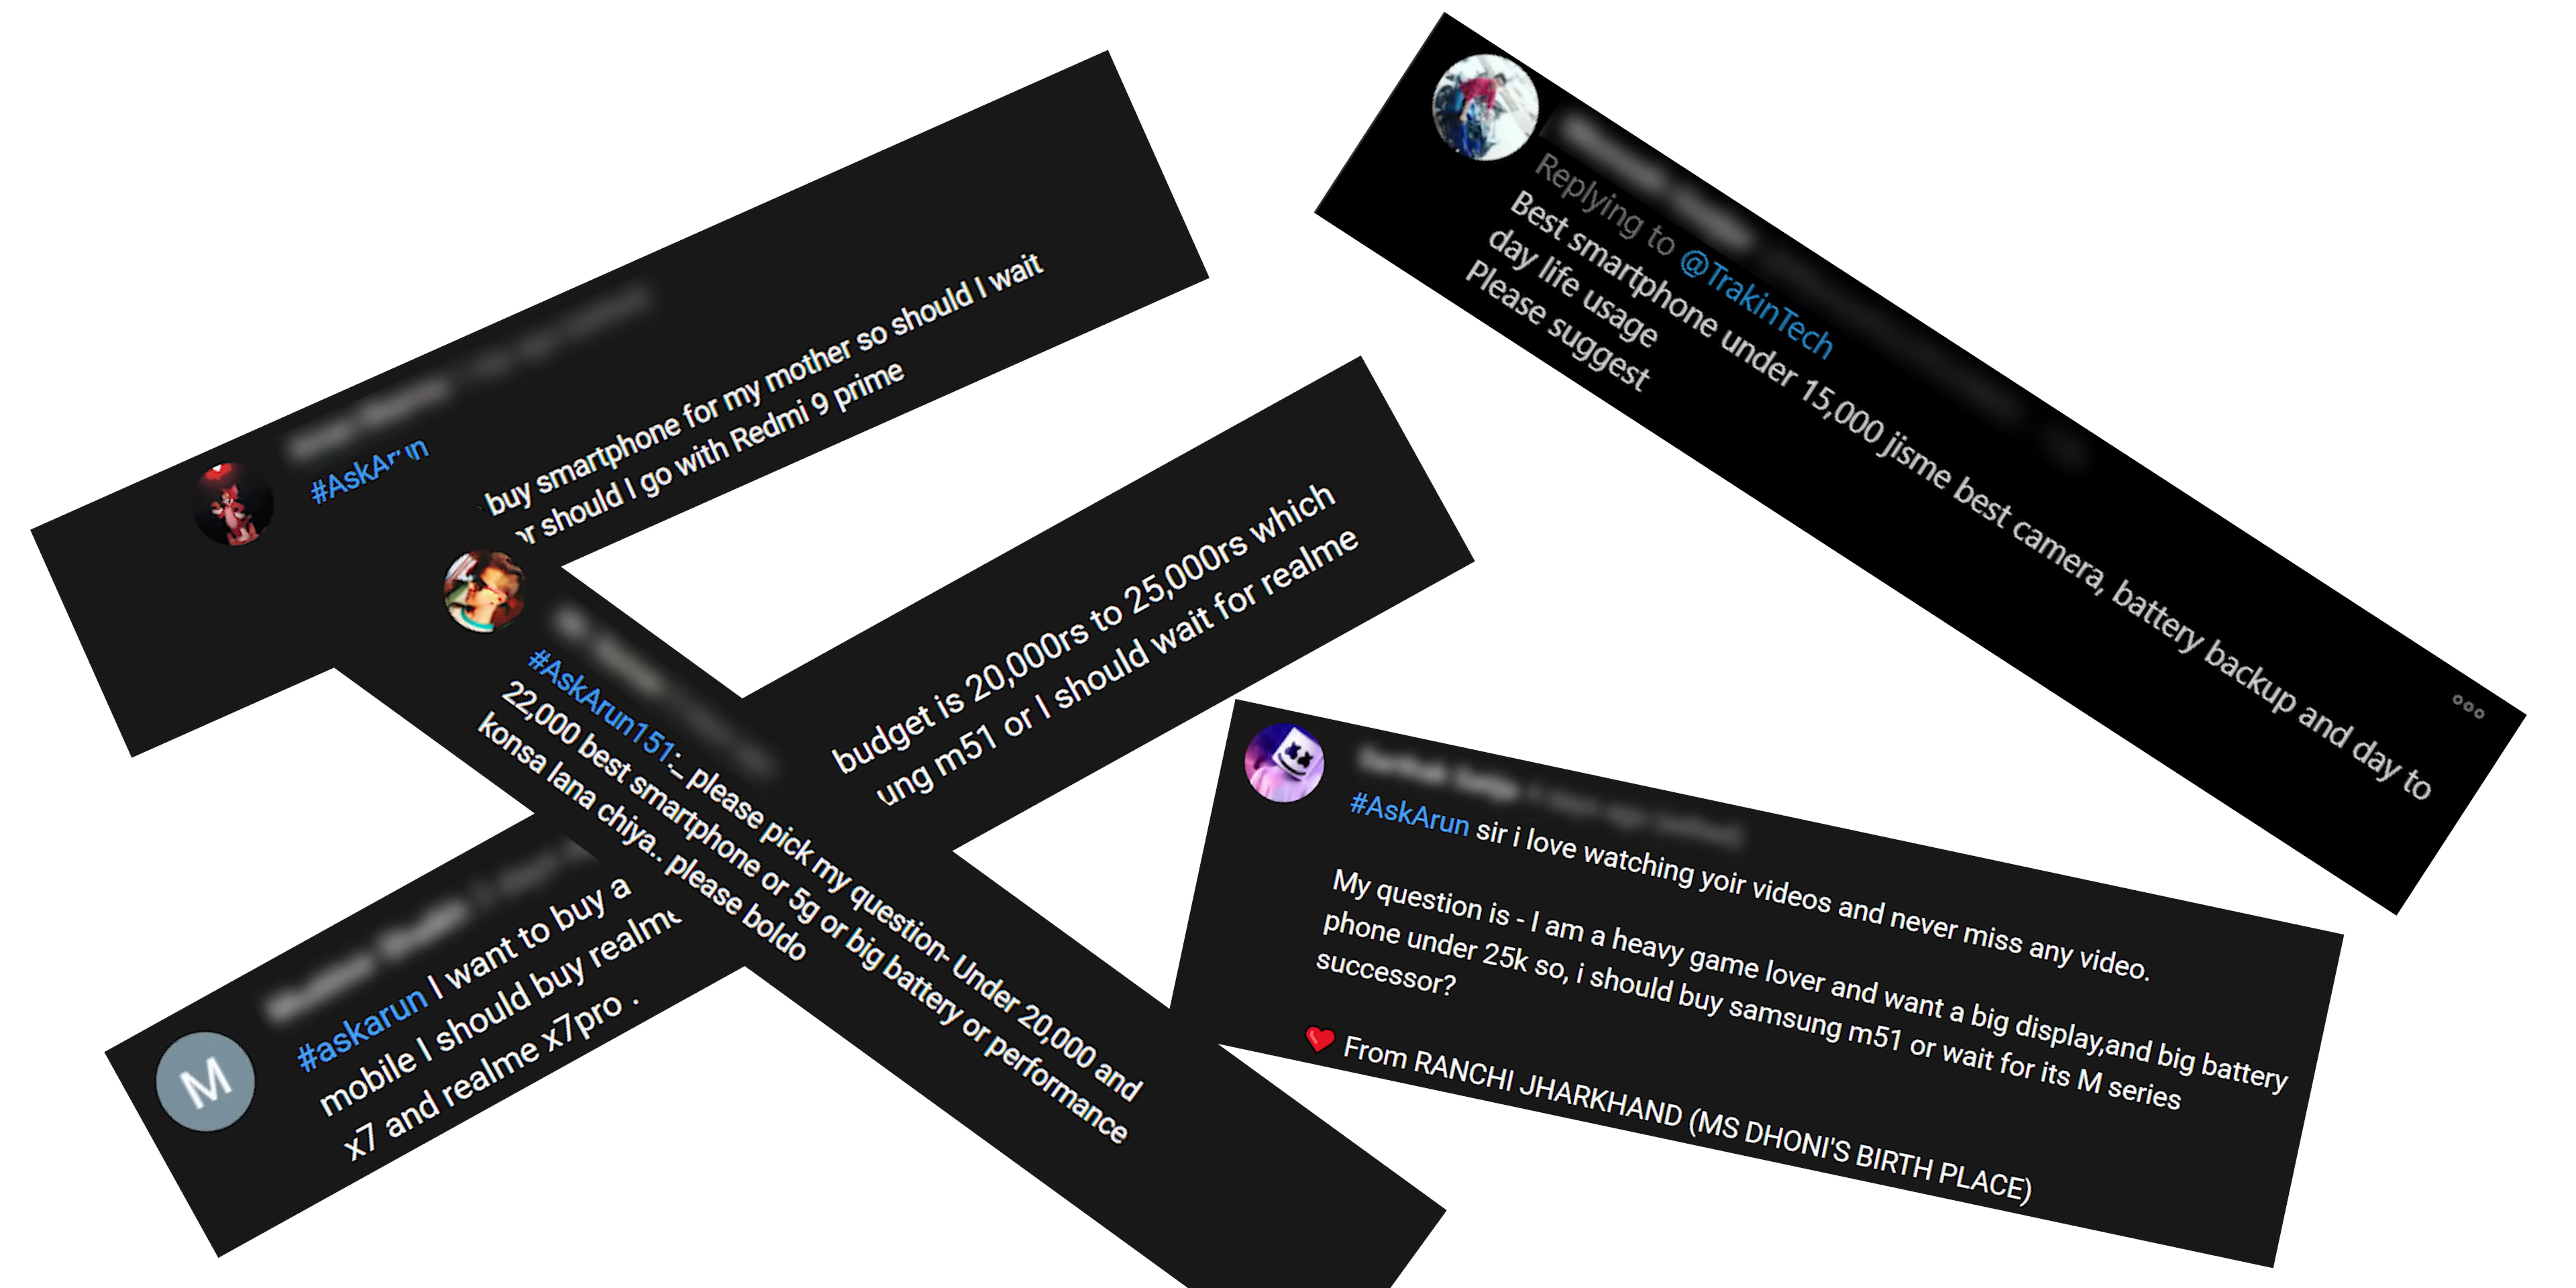 #AskArun
buy smartphone for my mother so should I wait
or should I go with Redmi 9 prime
Replying to @TrakinTech
Best smartphone under 15,000 jisme best camera, battery backup and day to
day life usage
Please suggest
#askarun I want to buy a
budget is 20,000rs to 25,000rs which
mobile I should buy realme
ung m51 or I should wait for realme
x7 and realme x7pro .
#AskArun151:_ please pick my question- Under 20,000 and
22,000 best smartphone or 5g or big battery or performance
konsa lana chiya.. please boldo
#AskArun sir i love watching yoir videos and never miss any video.
My question is - I am a heavy game lover and want a big display,and big battery
phone under 25k so, i should buy samsung m51 or wait for its M series
successor?
From RANCHI JHARKHAND (MS DHONI'S BIRTH PLACE)
M